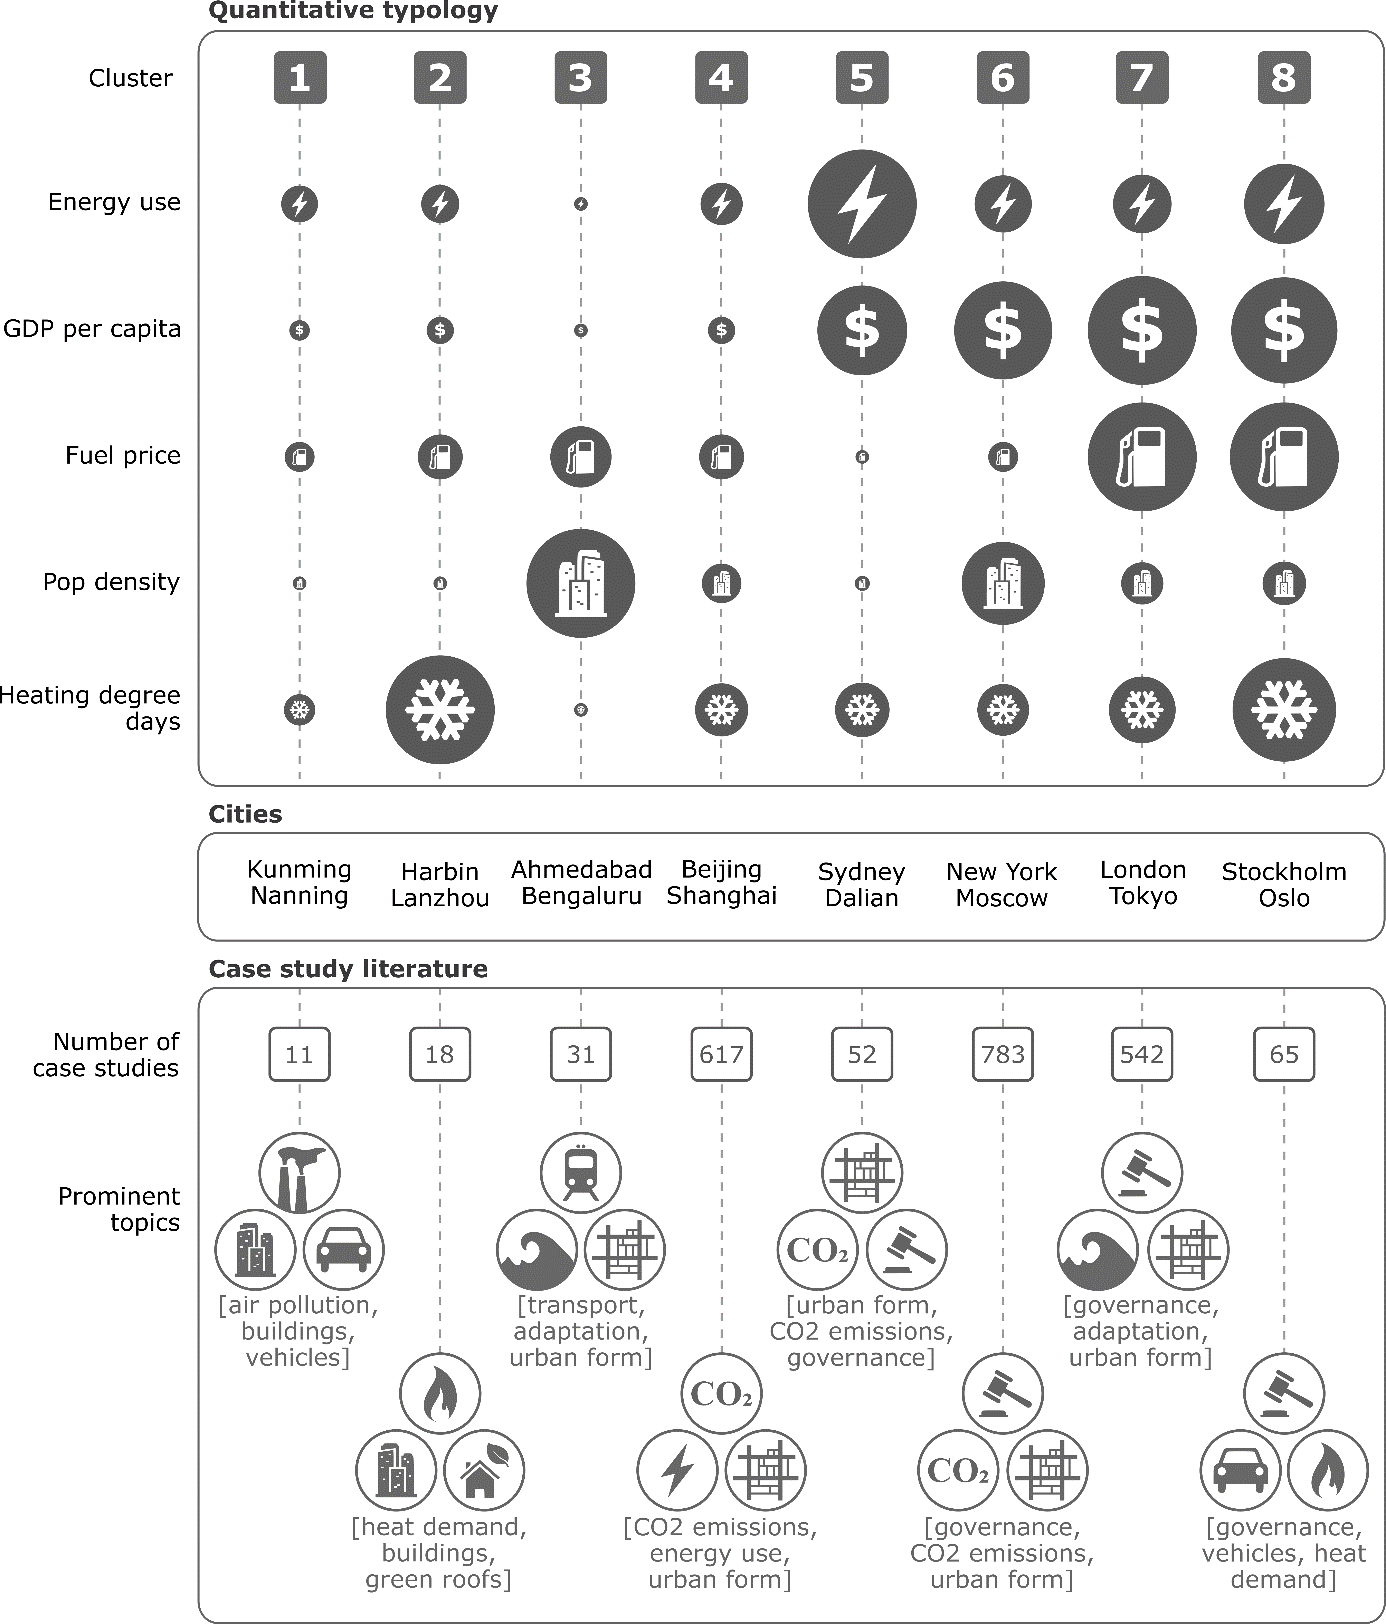 Quantitative typology
Cluster 1 2 3 4 5 6 7 8
Energy use
GDP per capita
$ $ $ $ $ $ $ $
Fuel price
Pop density
Heating degree
days
Cities
Kunming
Nanning
Harbin
Lanzhou
Ahmedabad
Bengaluru
Beijing
Shanghai
Sydney
Dalian
New York
Moscow
London
Tokyo
Stockholm
Oslo
Case study literature
Number of
case studies
11 18 31 617 52 783 542 65
Prominent
topics
[air pollution,
buildings,
vehicles]
[heat demand,
buildings,
green roofs]
[transport,
adaptation,
urban form]
CO₂
[CO2 emissions,
energy use,
urban form]
CO₂
[urban form,
CO2 emissions,
governance]
CO₂
[governance,
CO2 emissions,
urban form]
[governance,
adaptation,
urban form]
[governance,
vehicles, heat
demand]